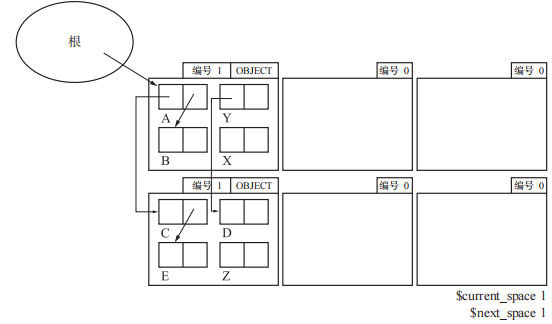 根
编号 1 OBJECT 编号 0 编号 0
A Y
B X
编号 1 OBJECT 编号 0 编号 0
C D
E Z
$current_space 1
$next_space 1